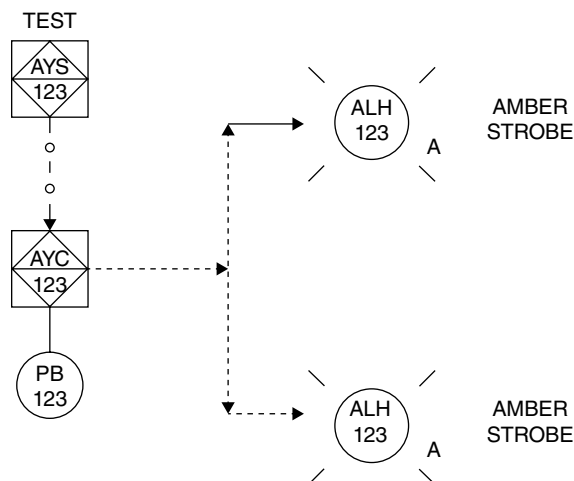 TEST
AYS
123
AYC
123
PB
123
ALH
123
A
AMBER
STROBE
ALH
123
A
AMBER
STROBE